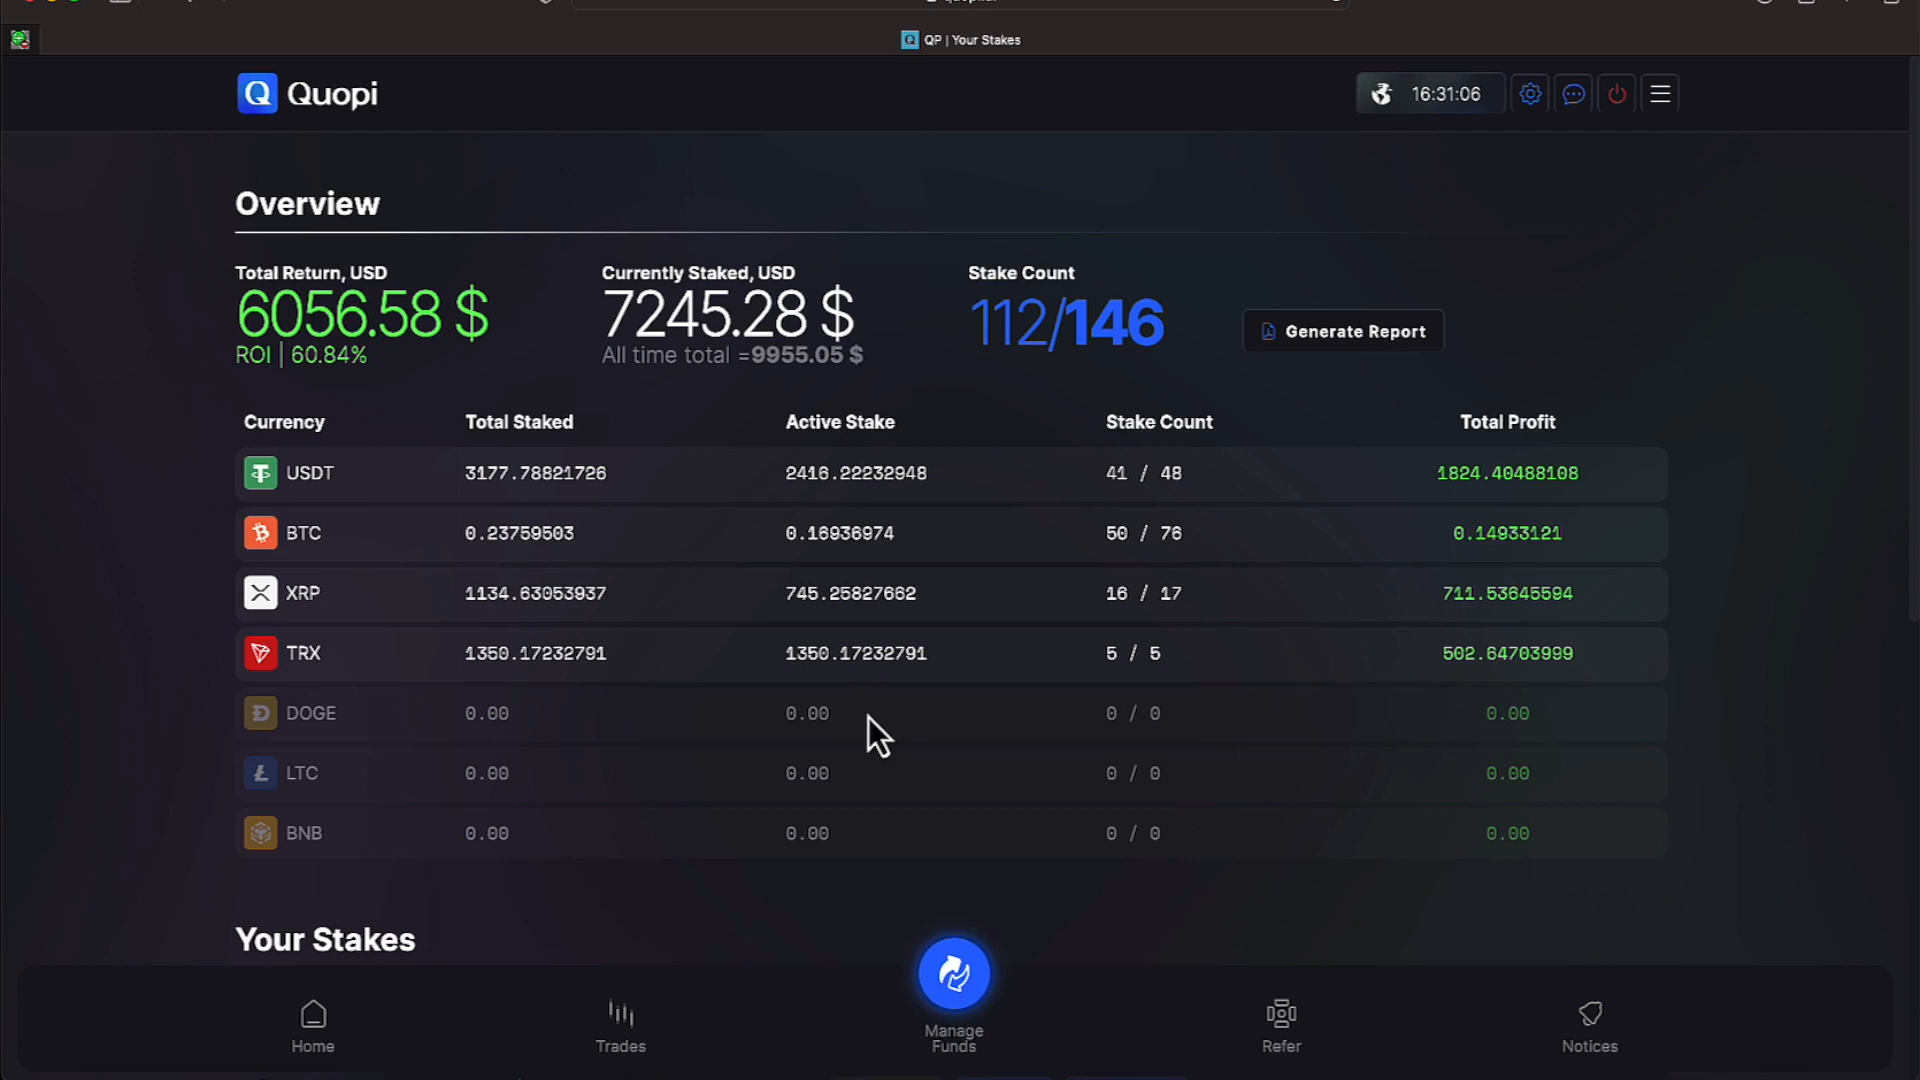 QP | Your Stakes
Quopi
16:31:06
Overview
Total Return, USD
6056.58 $
ROI | 60.84%
Currently Staked, USD
7245.28 $
All time total =9955.05 $
Stake Count
112/146
Generate Report
Currency Total Staked Active Stake Stake Count Total Profit
USDT 3177.78821726 2416.22232948 41 / 48 1824.40488108
BTC 0.23759503 0.16936974 50 / 76 0.14933121
XRP 1134.63053937 745.25827662 16 / 17 711.53645594
TRX 1350.17232791 1350.17232791 5 / 5 502.64703999
DOGE 0.00 0.00 0 / 0 0.00
LTC 0.00 0.00 0 / 0 0.00
BNB 0.00 0.00 0 / 0 0.00
Your Stakes
Home
Trades
Manage
Funds
Refer
Notices